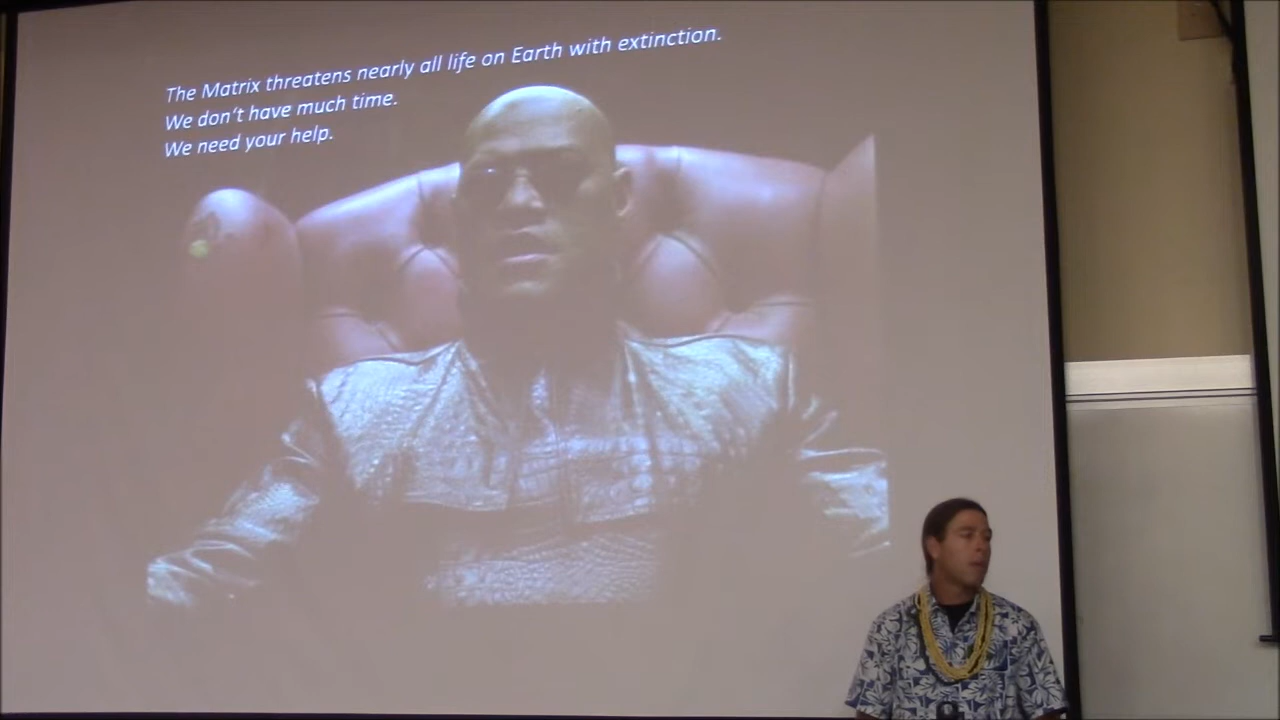 The Matrix threatens nearly all life on Earth with extinction.
We don't have much time.
We need your help.